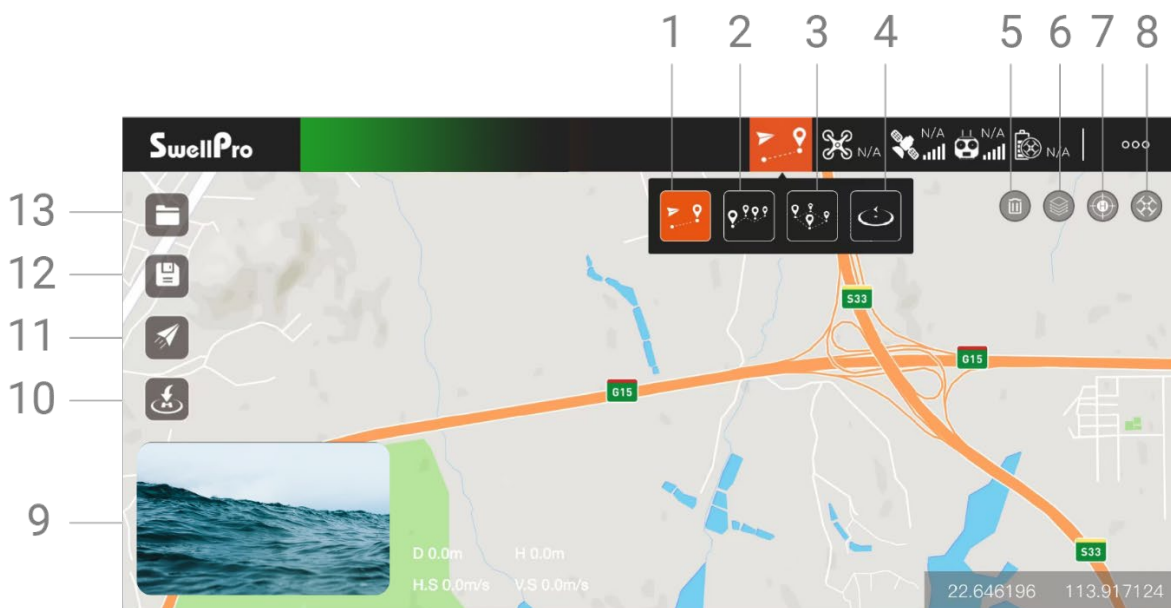 1 2 3 4 5 6 7 8
SwellPro
N/A N/A N/A N/A
13
12
S33
11
G15
G15
10
9
D 0.0m H 0.0m
S33
H.S 0.0m/s V.S 0.0m/s
22.646196 113.917124